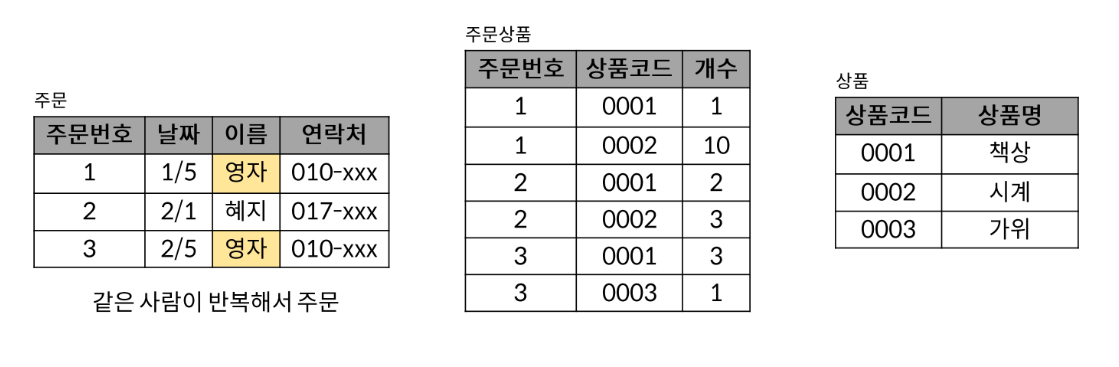 주문
주문번호 날짜 이름 연락처
1 1/5 영자 010-xxx
2 2/1 혜지 017-xxx
3 2/5 영자 010-xxx
같은 사람이 반복해서 주문
주문상품
주문번호 상품코드 개수
1 0001 1
1 0002 10
2 0001 2
2 0002 3
3 0001 3
3 0003 1
상품
상품코드 상품명
0001 책상
0002 시계
0003 가위